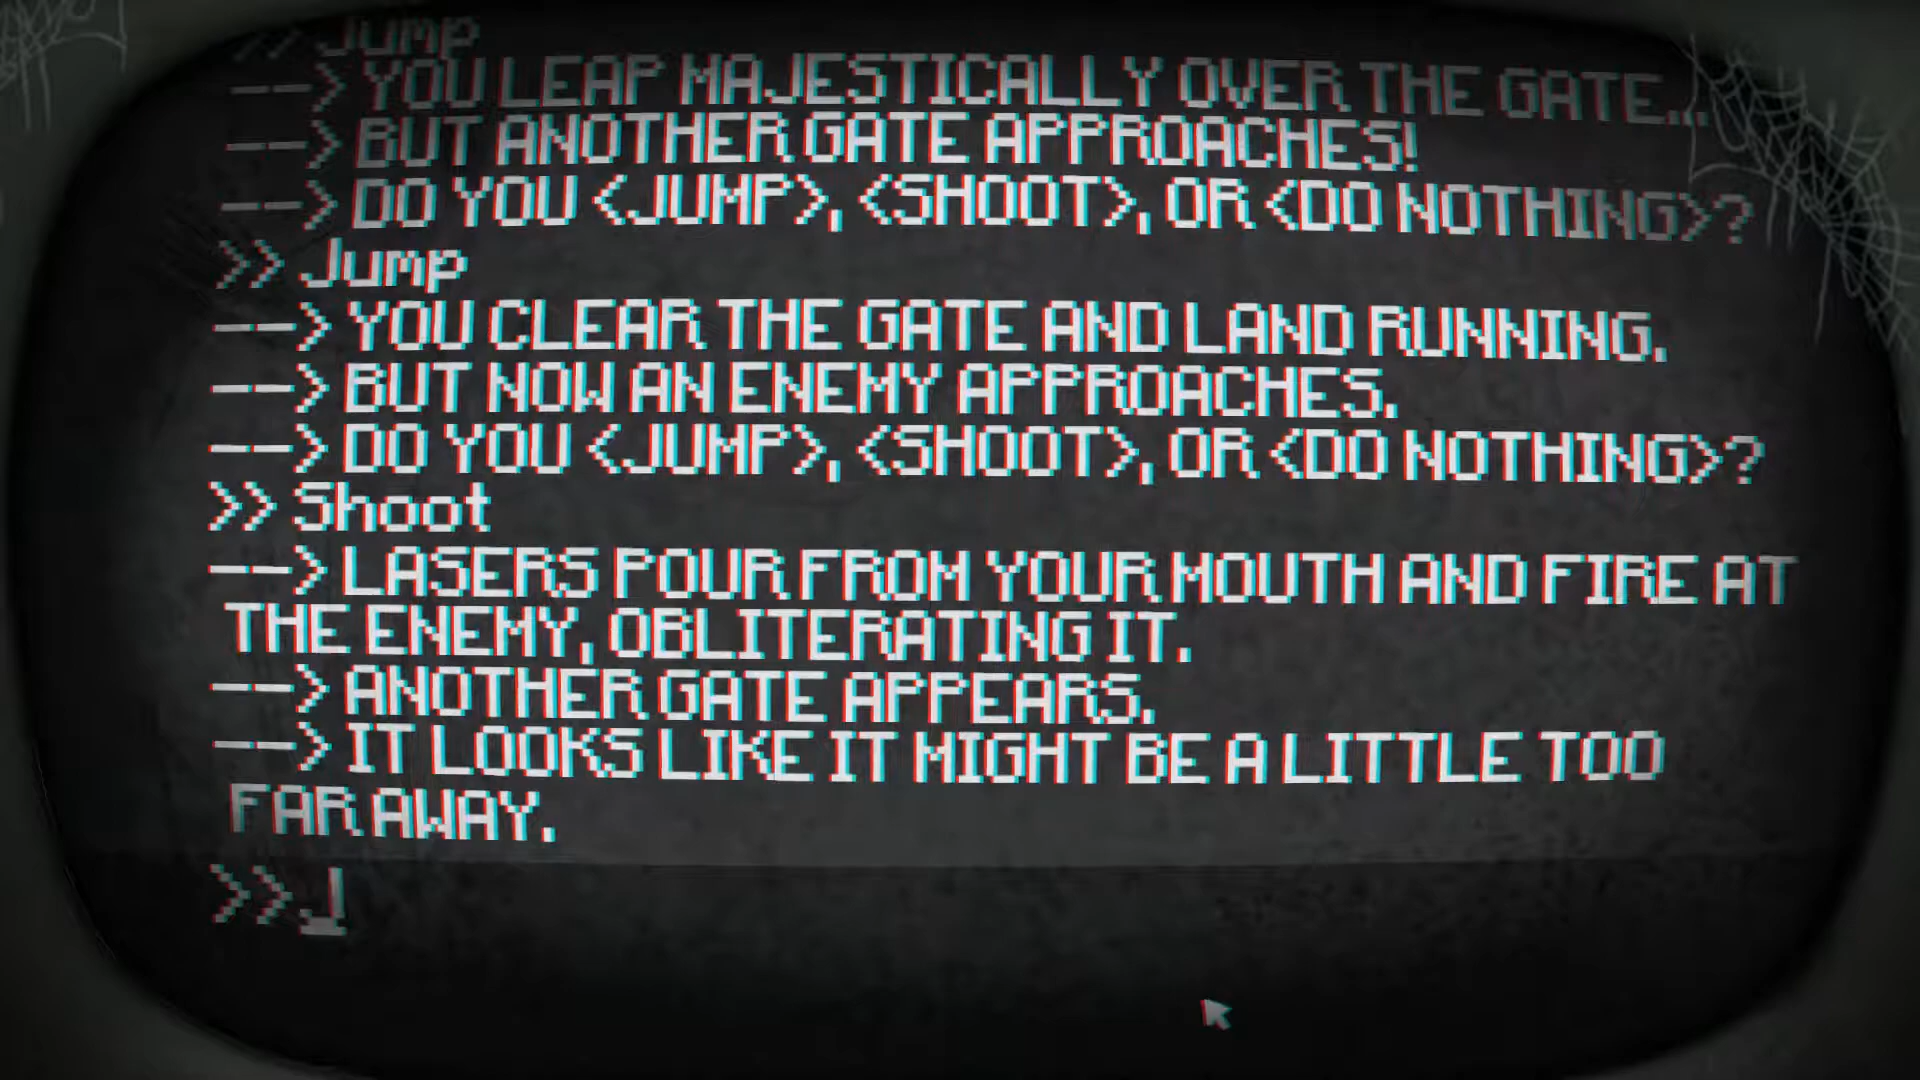 >> Jump
--> YOU LEAP MAJESTICALLY OVER THE GATE...
--> BUT ANOTHER GATE APPROACHES!
--> DO YOU <JUMP>, <SHOOT>, OR <DO NOTHING>?
>> Jump
--> YOU CLEAR THE GATE AND LAND RUNNING.
--> BUT NOW AN ENEMY APPROACHES.
--> DO YOU <JUMP>, <SHOOT>, OR <DO NOTHING>?
>> Shoot
--> LASERS POUR FROM YOUR MOUTH AND FIRE AT
THE ENEMY, OBLITERATING IT.
--> ANOTHER GATE APPEARS.
--> IT LOOKS LIKE IT MIGHT BE A LITTLE TOO
FAR AWAY.
>> J